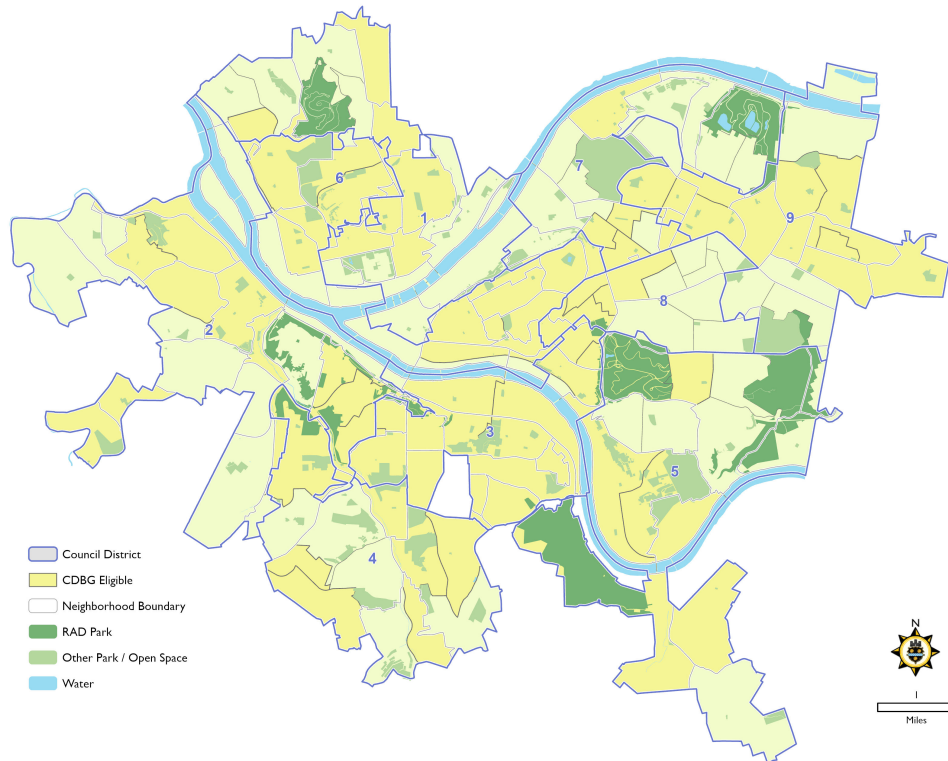 6
1
7
9
2
8
3
5
4
Council District
CDBG Eligible
Neighborhood Boundary
RAD Park
Other Park / Open Space
Water
N
1
Miles